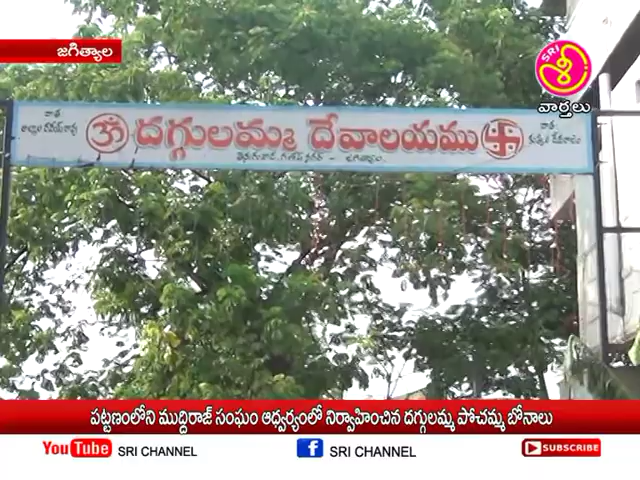 జగిత్యాల
SRI
శ్రీ
వార్తలు
దాత
దాత
ॐ దగ్గులమ్మ దేవాలయము
పట్టణంలోని ముద్దిరాజ్ సంఘం ఆధ్వర్యంలో నిర్వాహించిన దగ్గులమ్మ పోచమ్మ బోనాలు
YouTube SRI CHANNEL f SRI CHANNEL SUBSCRIBE